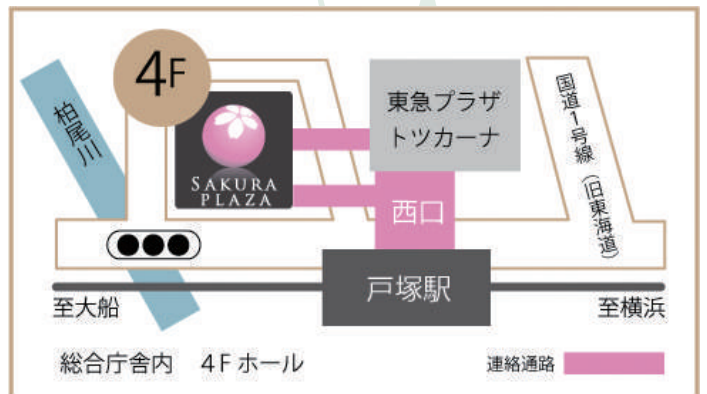 4F
柏尾川
SAKURA
PLAZA
東急プラザ
トツカーナ
国道1号線（旧東海道）
西口
戸塚駅
至大船
至横浜
総合庁舎内　4Fホール
連絡通路